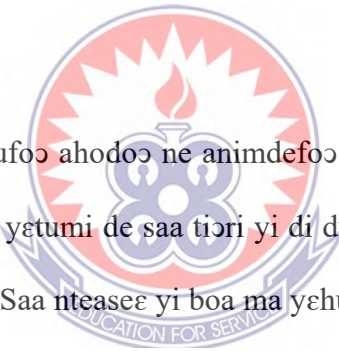 ufoɔ ahodoɔ ne animdefoɔ
yɛtumi de saa tiɔri yi di d
Saa nteaseɛ yi boa ma yɛhu
EDUCATION FOR SERVICE